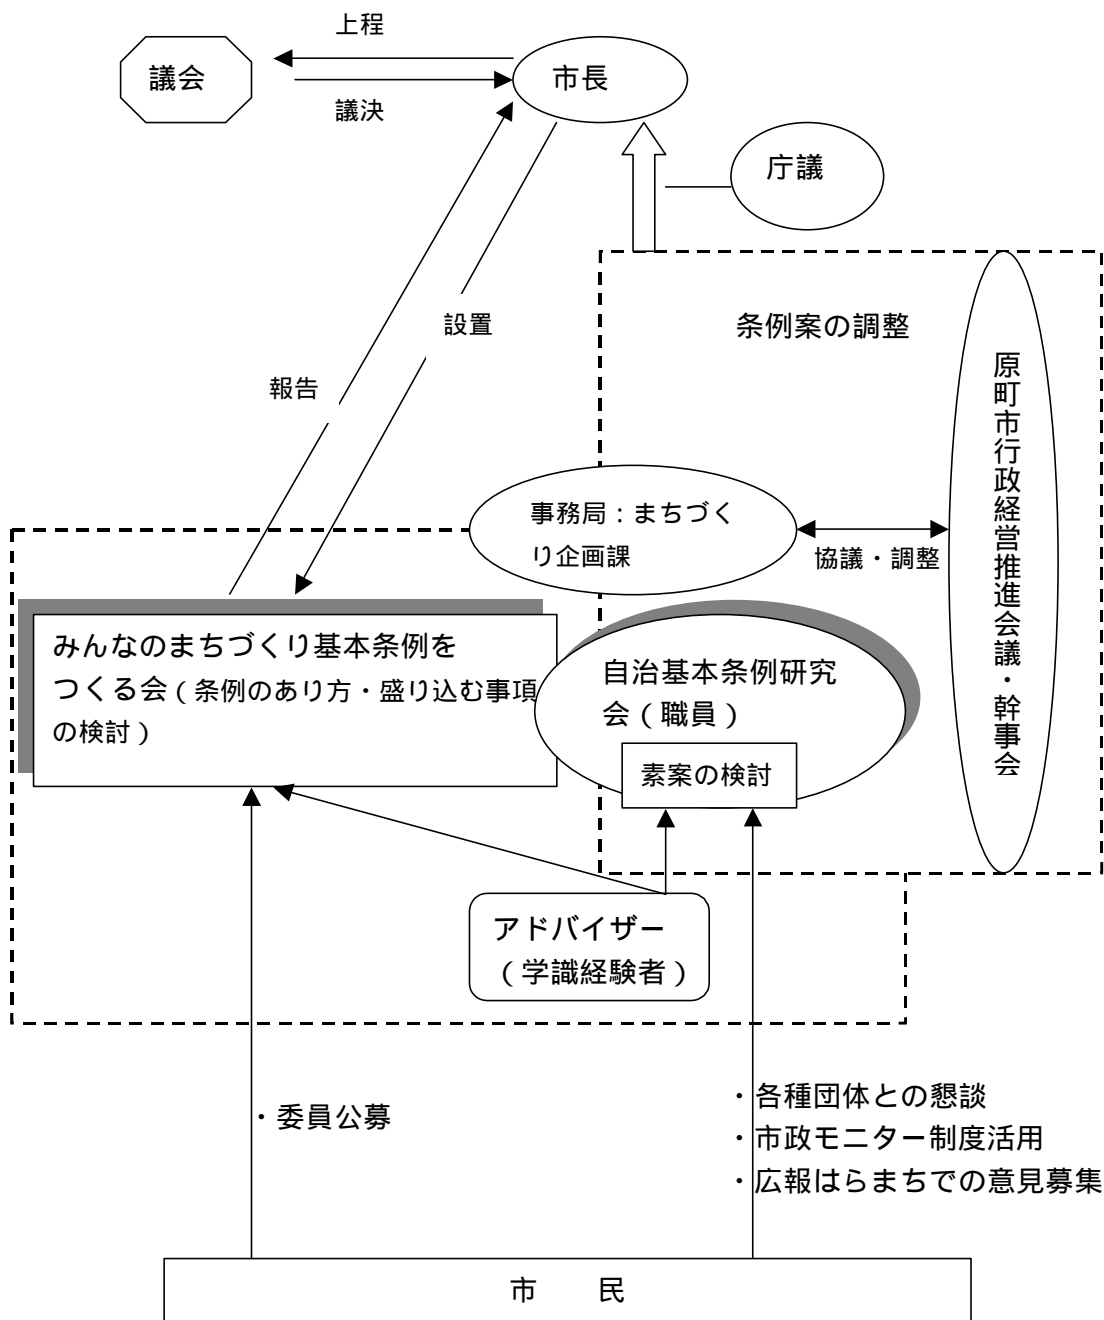 上程
議会
市長
議決
庁議
設置
条例案の調整
報告
原町市行政経営推進会議・幹事会
事務局：まちづく
り企画課
協議・調整
みんなのまちづくり基本条例を
つくる会（条例のあり方・盛り込む事項
の検討）
自治基本条例研究
会（職員）
素案の検討
アドバイザー
（学識経験者）
・委員公募
・各種団体との懇談
・市政モニター制度活用
・広報はらまちでの意見募集
市　　民